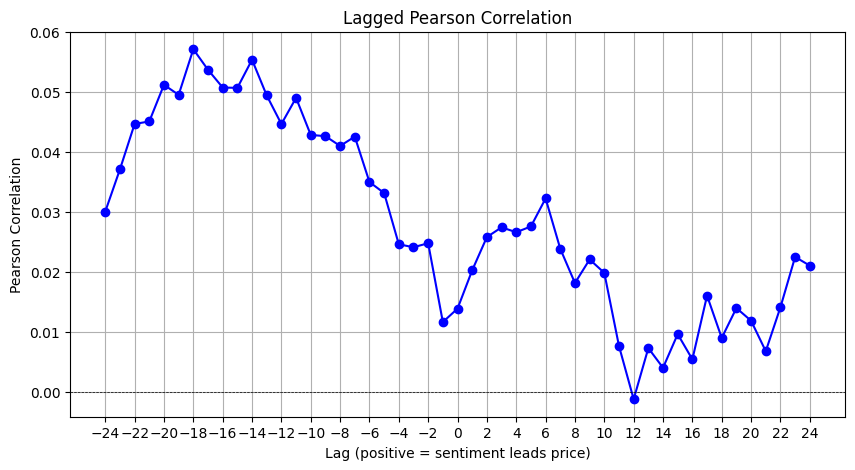 Lagged Pearson Correlation
0.06
0.05
0.04
0.03
0.02
0.01
0.00
Pearson Correlation
−24 −22 −20 −18 −16 −14 −12 −10 −8 −6 −4 −2 0 2 4 6 8 10 12 14 16 18 20 22 24
Lag (positive = sentiment leads price)